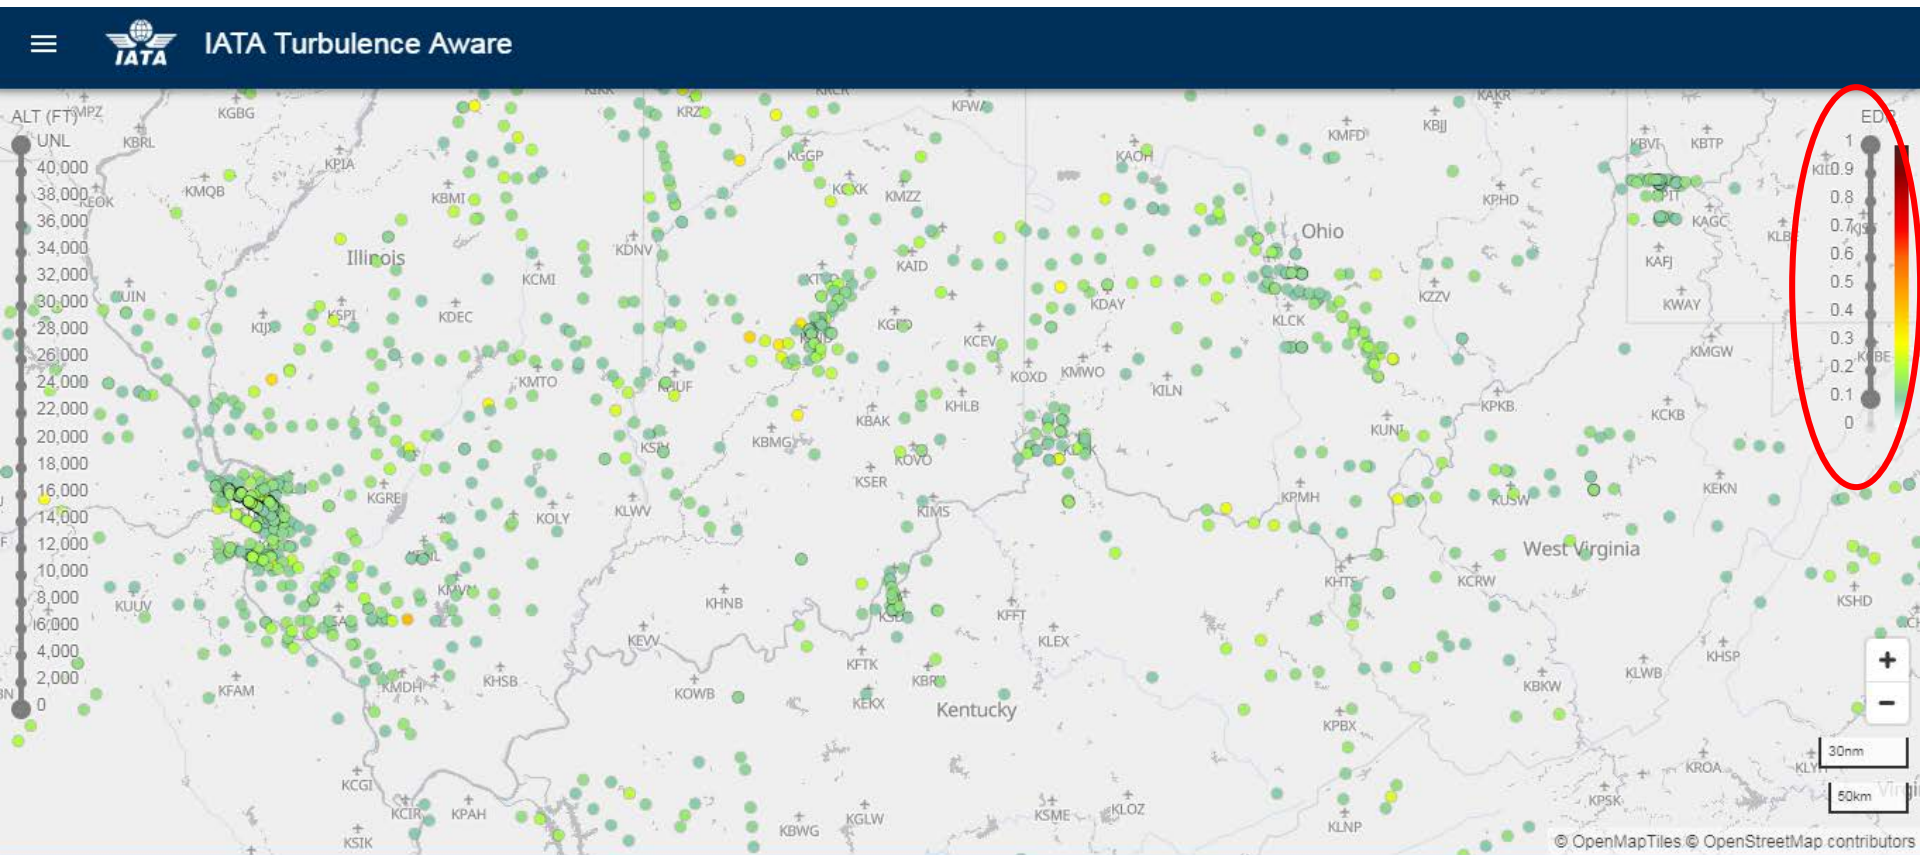 IATA
IATA Turbulence Aware
ALT (FT)
UNL
40,000
38,000
36,000
34,000
32,000
30,000
28,000
26,000
24,000
22,000
20,000
18,000
16,000
14,000
12,000
10,000
8,000
6,000
4,000
2,000
0
EDR
1
0.9
0.8
0.7
0.6
0.5
0.4
0.3
0.2
0.1
0
KGBG
KFWA
KAKR
KBRL
KPIA
KGGP
KAOH
KMFD
KBJJ
KBVI
KBTP
KMQB
KBMI
KMZZ
KPHD
KAGC
Illinois
KDNV
KAID
Ohio
KAFJ
KCMI
KSPI
KDEC
KDAY
KZZV
KWAY
KLCK
KCEV
KMGW
KMTO
KOXD
KMWO
KILN
KHUF
KHLB
KPKB
KCKB
KBAK
KUNI
KBMG
KOVO
KSER
KPMH
KUSW
KEKN
KGRE
KOLY
KLWV
KIMS
West Virginia
KHTS
KCRW
KUUV
KHNB
KSHD
KFFT
KEVV
KLEX
KFTK
KHSP
KFAM
KMDH
KHSB
KOWB
KEKX
KBKW
KLWB
Kentucky
KPBX
KCGI
KROA
KCIR
KPAH
KSIK
KBWG
KGLW
KSME
KLOZ
KLNP
KPSK
30nm
50km
+
−
© OpenMapTiles © OpenStreetMap contributors